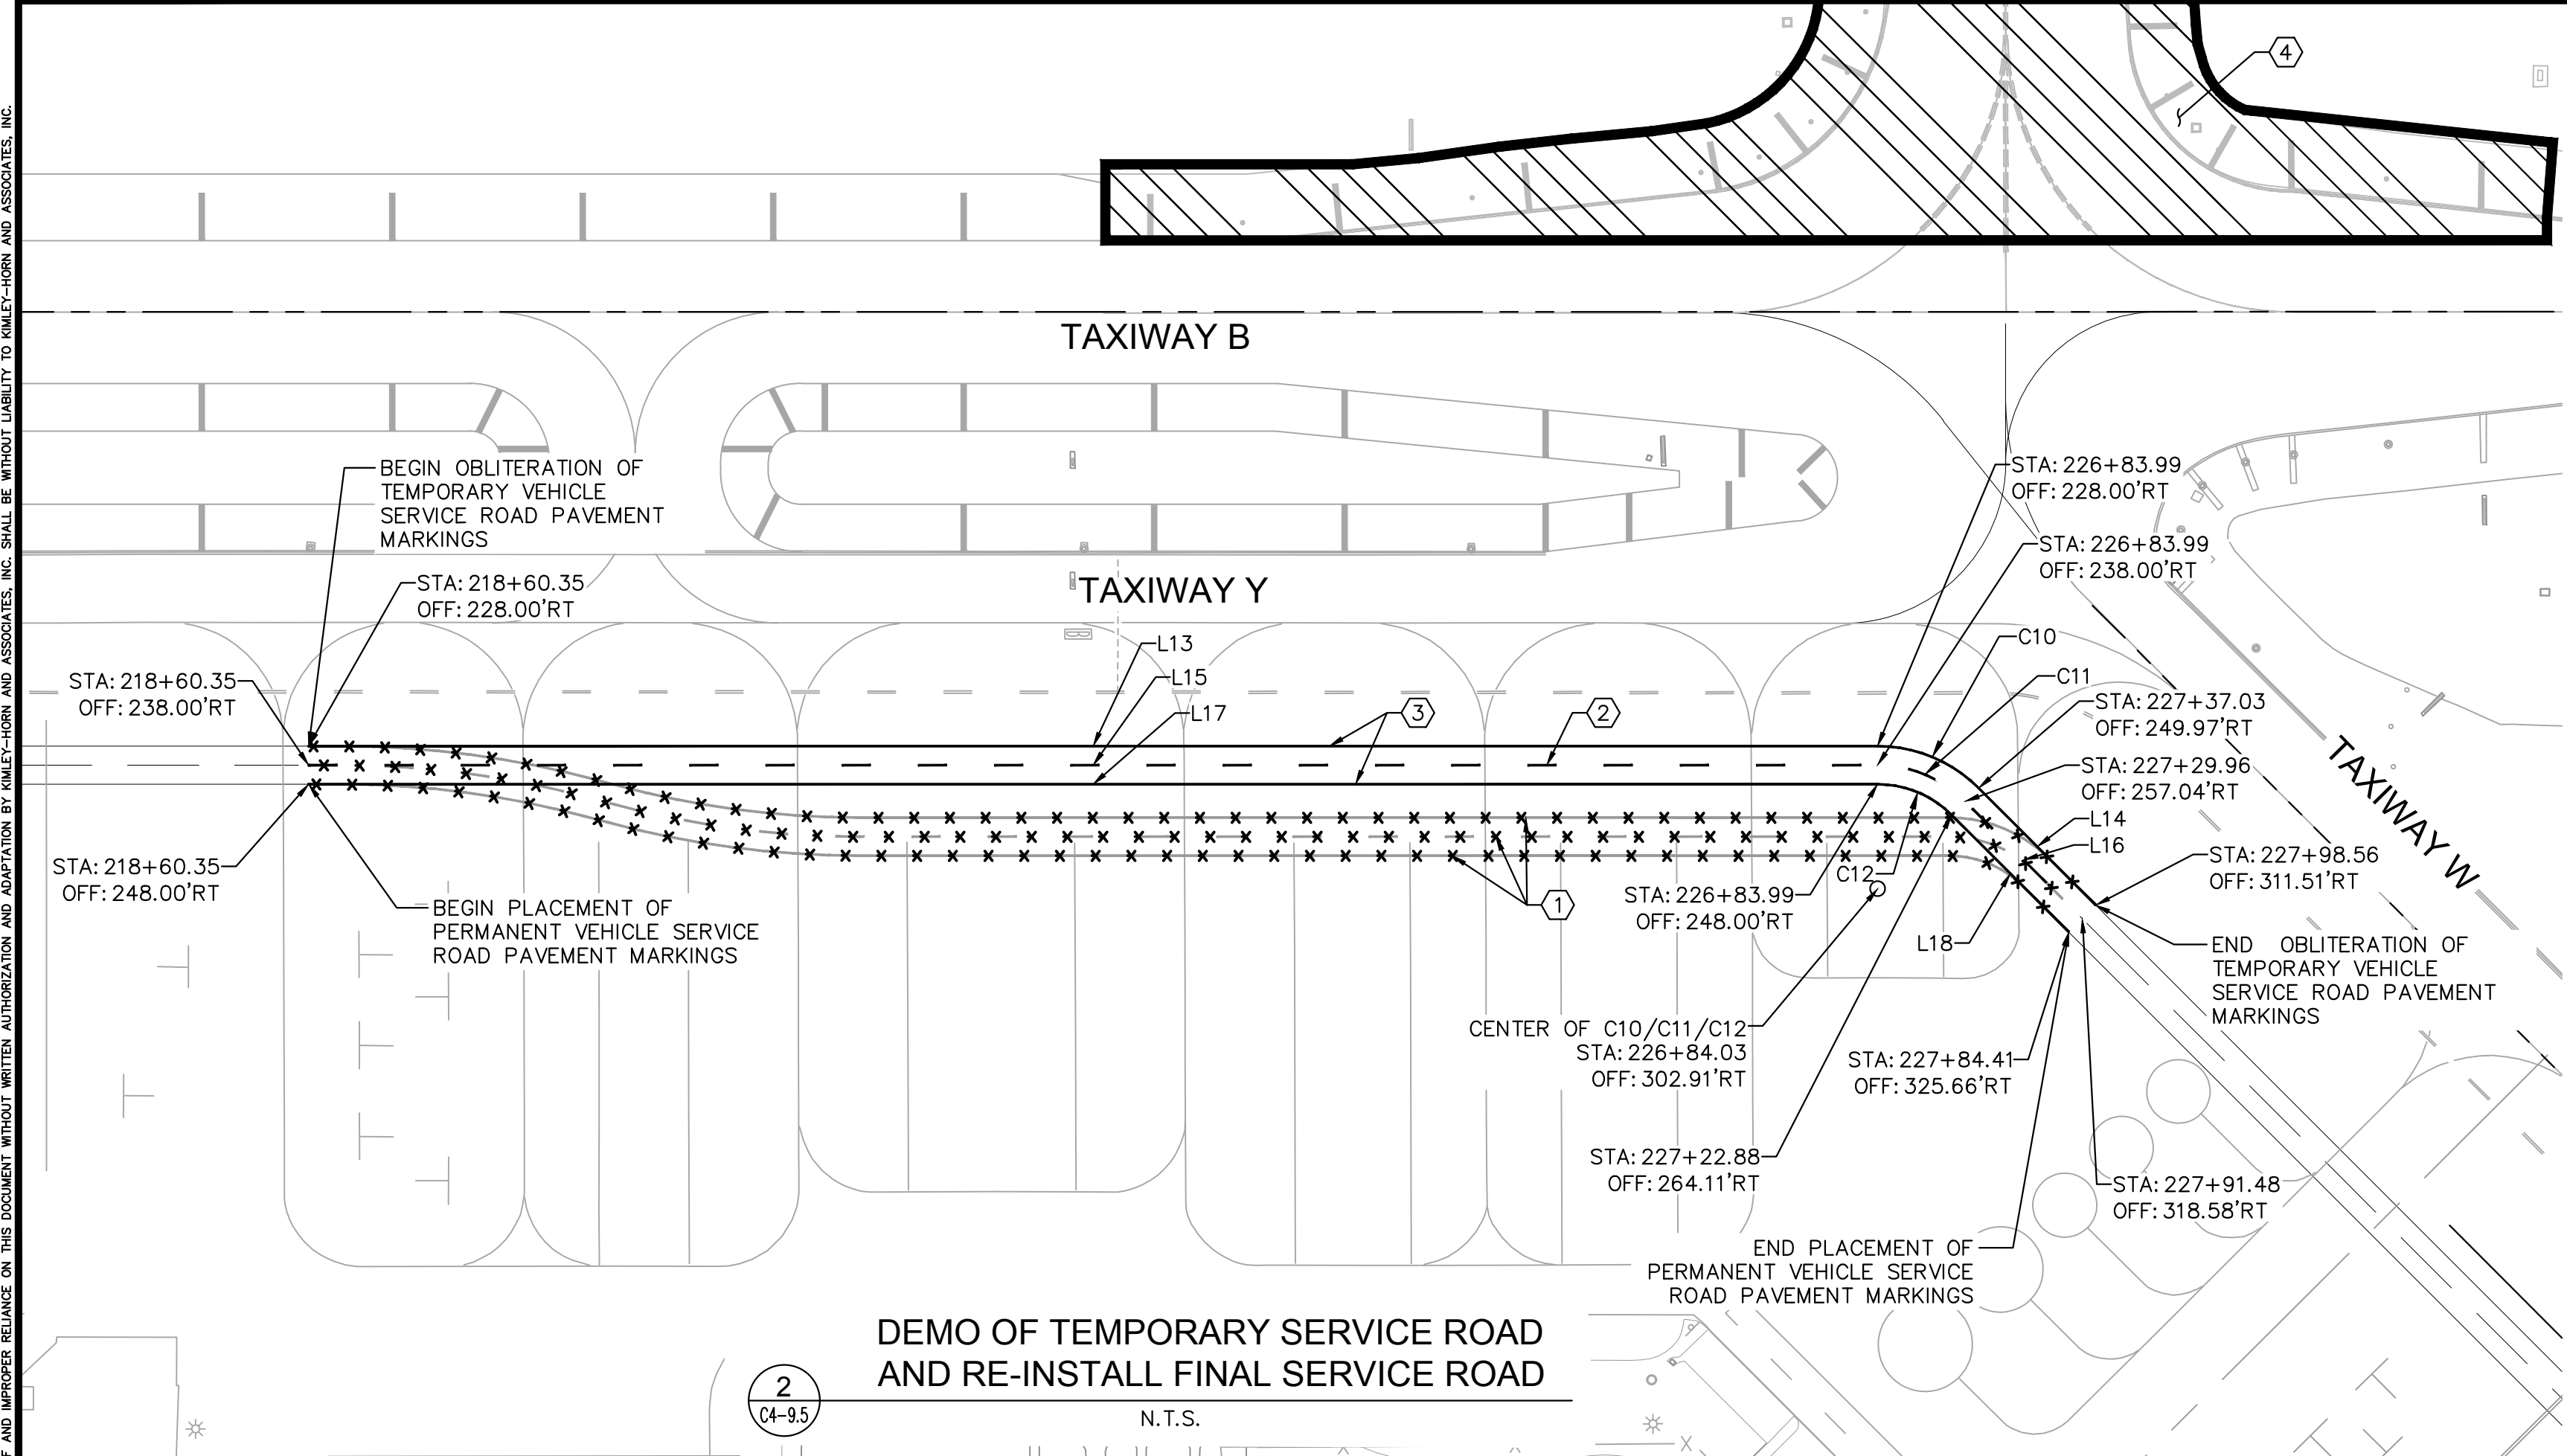 F AND IMPROPER RELIANCE ON THIS DOCUMENT WITHOUT WRITTEN AUTHORIZATION AND ADAPTATION BY KIMLEY-HORN AND ASSOCIATES, INC. SHALL BE WITHOUT LIABILITY TO KIMLEY-HORN AND ASSOCIATES, INC.
4
TAXIWAY B
BEGIN OBLITERATION OF
TEMPORARY VEHICLE
SERVICE ROAD PAVEMENT
MARKINGS
STA: 226+83.99
OFF: 228.00'RT
STA: 226+83.99
OFF: 238.00'RT
STA: 218+60.35
OFF: 228.00'RT
TAXIWAY Y
L13
L15
L17
3
2
C10
C11
STA: 218+60.35
OFF: 238.00'RT
STA: 227+37.03
OFF: 249.97'RT
STA: 227+29.96
OFF: 257.04'RT
TAXIWAY W
L14
L16
STA: 227+98.56
OFF: 311.51'RT
STA: 218+60.35
OFF: 248.00'RT
BEGIN PLACEMENT OF
PERMANENT VEHICLE SERVICE
ROAD PAVEMENT MARKINGS
1
C12
STA: 226+83.99
OFF: 248.00'RT
L18
END OBLITERATION OF
TEMPORARY VEHICLE
SERVICE ROAD PAVEMENT
MARKINGS
CENTER OF C10/C11/C12
STA: 226+84.03
OFF: 302.91'RT
STA: 227+84.41
OFF: 325.66'RT
STA: 227+22.88
OFF: 264.11'RT
STA: 227+91.48
OFF: 318.58'RT
END PLACEMENT OF
PERMANENT VEHICLE SERVICE
ROAD PAVEMENT MARKINGS
DEMO OF TEMPORARY SERVICE ROAD
AND RE-INSTALL FINAL SERVICE ROAD
2
C4-9.5
N.T.S.